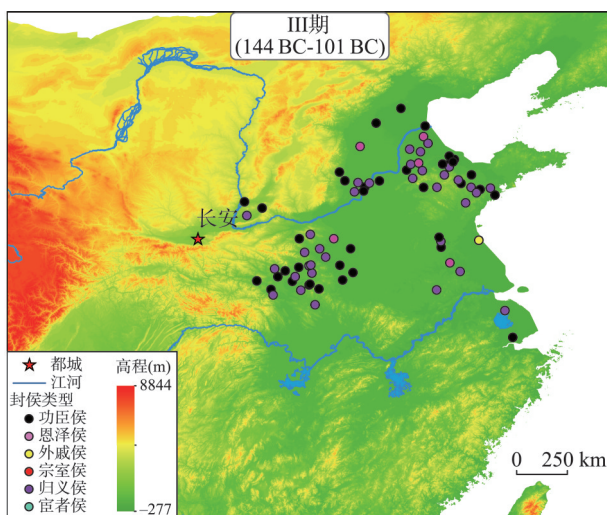 III期
(144 BC-101 BC)
长安
都城
江河
封侯类型
功臣侯
恩泽侯
外戚侯
宗室侯
归义侯
宦者侯
高程(m)
8844
-277
0 250 km